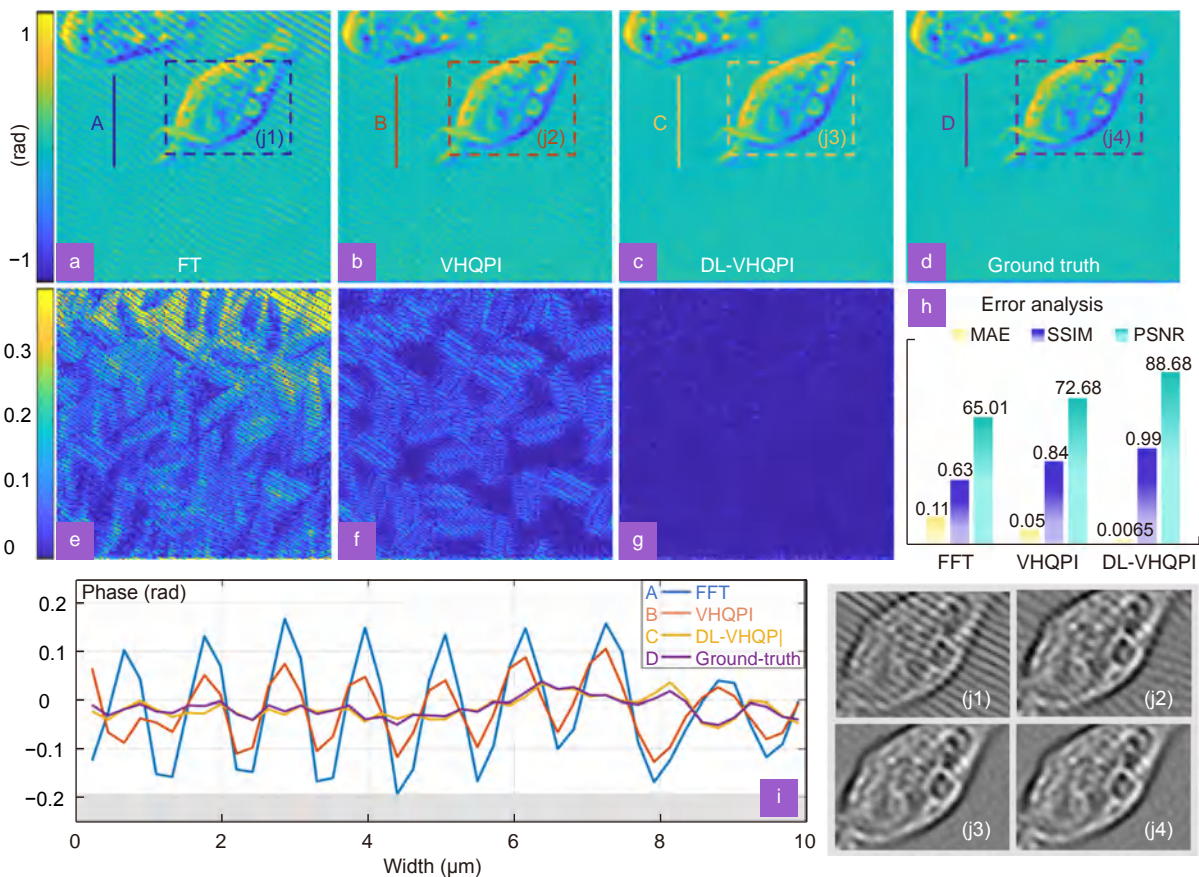 1
(rad)
−1
A
(j1)
a
FT
B
(j2)
b
VHQPI
C
(j3)
c
DL-VHQPI
D
(j4)
d
Ground truth
0.3
0.2
0.1
0
e
f
g
h
Error analysis
MAE SSIM PSNR
0.11
0.63
65.01
0.05
0.84
72.68
0.0065
0.99
88.68
FFT VHQPI DL-VHQPI
Phase (rad)
0.2
0.1
0
−0.1
−0.2
A FFT
B VHQPI
C DL-VHQP|
D Ground-truth
i
0 2 4 6 8 10
Width (μm)
(j1)
(j2)
(j3)
(j4)